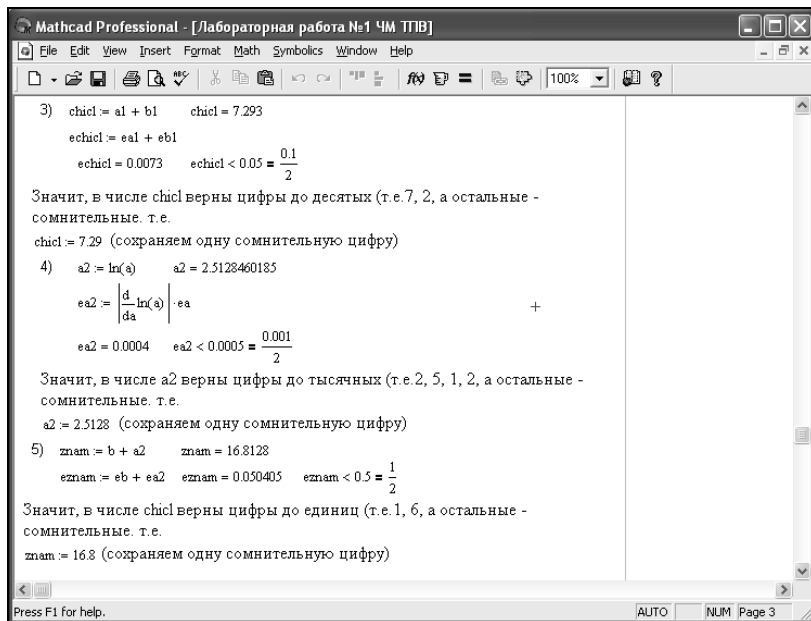 Mathcad Professional - [Лабораторная работа №1 ЧМ ТПВ]
File Edit View Insert Format Math Symbolics Window Help
100%
3) chicl := a1 + b1 chicl = 7.293
echicl := ea1 + eb1
echicl = 0.0073 echicl < 0.05 = 0.1/2
Значит, в числе chicl верны цифры до десятых (т.е.7, 2, а остальные -
сомнительные. т.е.
chicl := 7.29 (сохраняем одну сомнительную цифру)
4) a2 := ln(a) a2 = 2.5128460185
ea2 := |d/da ln(a)| · ea
ea2 = 0.0004 ea2 < 0.0005 = 0.001/2
Значит, в числе a2 верны цифры до тысячных (т.е.2, 5, 1, 2, а остальные -
сомнительные. т.е.
a2 := 2.5128 (сохраняем одну сомнительную цифру)
5) znam := b + a2 znam = 16.8128
eznam := eb + ea2 eznam = 0.050405 eznam < 0.5 = 1/2
Значит, в числе chicl верны цифры до единиц (т.е.1, 6, а остальные -
сомнительные. т.е.
znam := 16.8 (сохраняем одну сомнительную цифру)
Press F1 for help. AUTO NUM Page 3